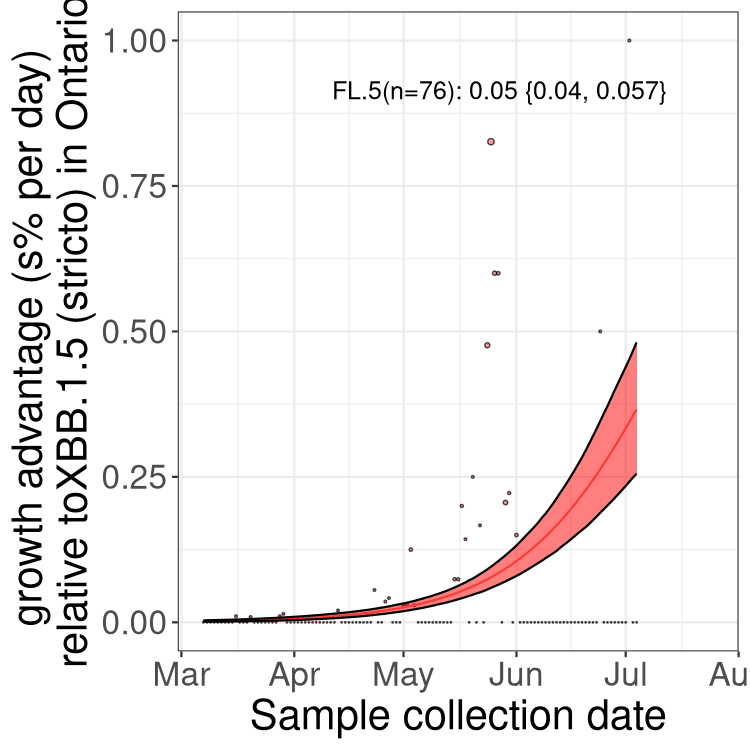 growth advantage (s% per day)
relative toXBB.1.5 (stricto) in Ontario
1.00
0.75
0.50
0.25
0.00
FL.5(n=76): 0.05 {0.04, 0.057}
Mar Apr May Jun Jul Au
Sample collection date